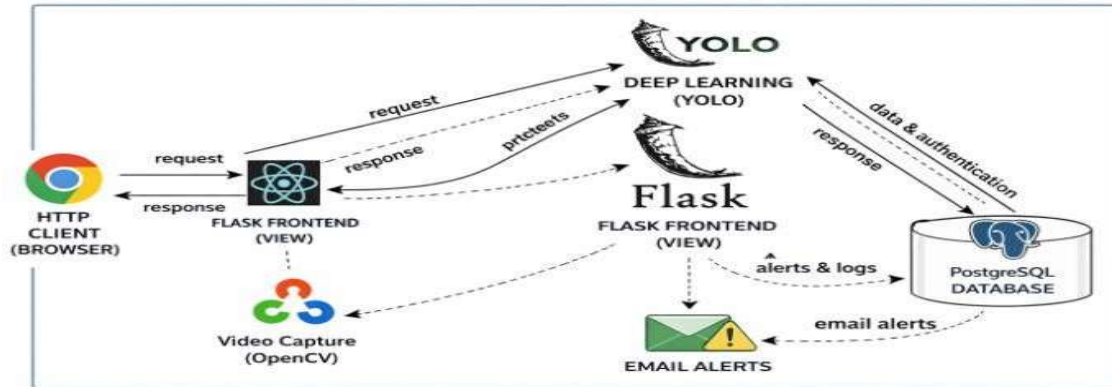 YOLO
DEEP LEARNING
(YOLO)
request
response
prtcteets
data & authentication
response
request
response
HTTP
CLIENT
(BROWSER)
FLASK FRONTEND
(VIEW)
Flask
FLASK FRONTEND
(VIEW)
PostgreSQL
DATABASE
alerts & logs
Video Capture
(OpenCV)
email alerts
EMAIL ALERTS